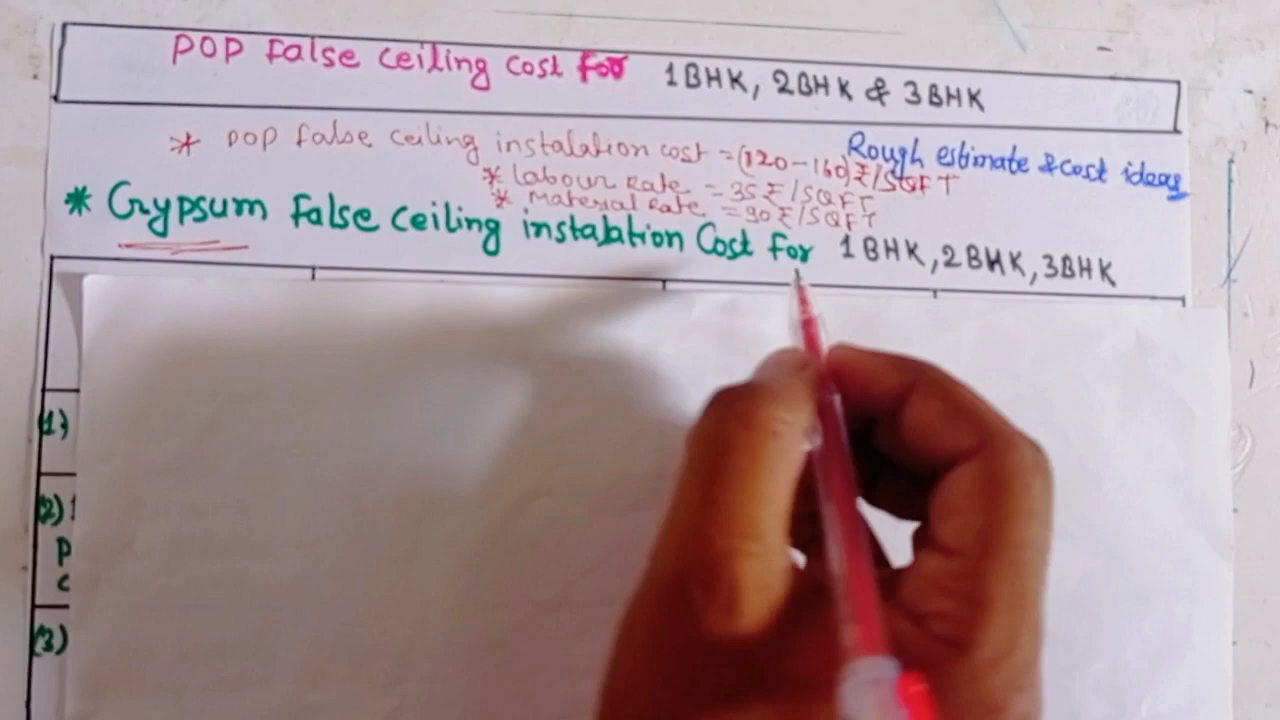 POP False Ceiling Cost for 1BHK, 2BHK & 3BHK
* POP false ceiling instalation cost = (120-160)₹/SQFT
Rough estimate & cost ideas
* Labour Rate = 35₹/SQFT
* Material Rate = 90₹/SQFT
* Gypsum False Ceiling instalation Cost for 1BHK, 2BHK, 3BHK
(1)
(2)
P
C
(3)